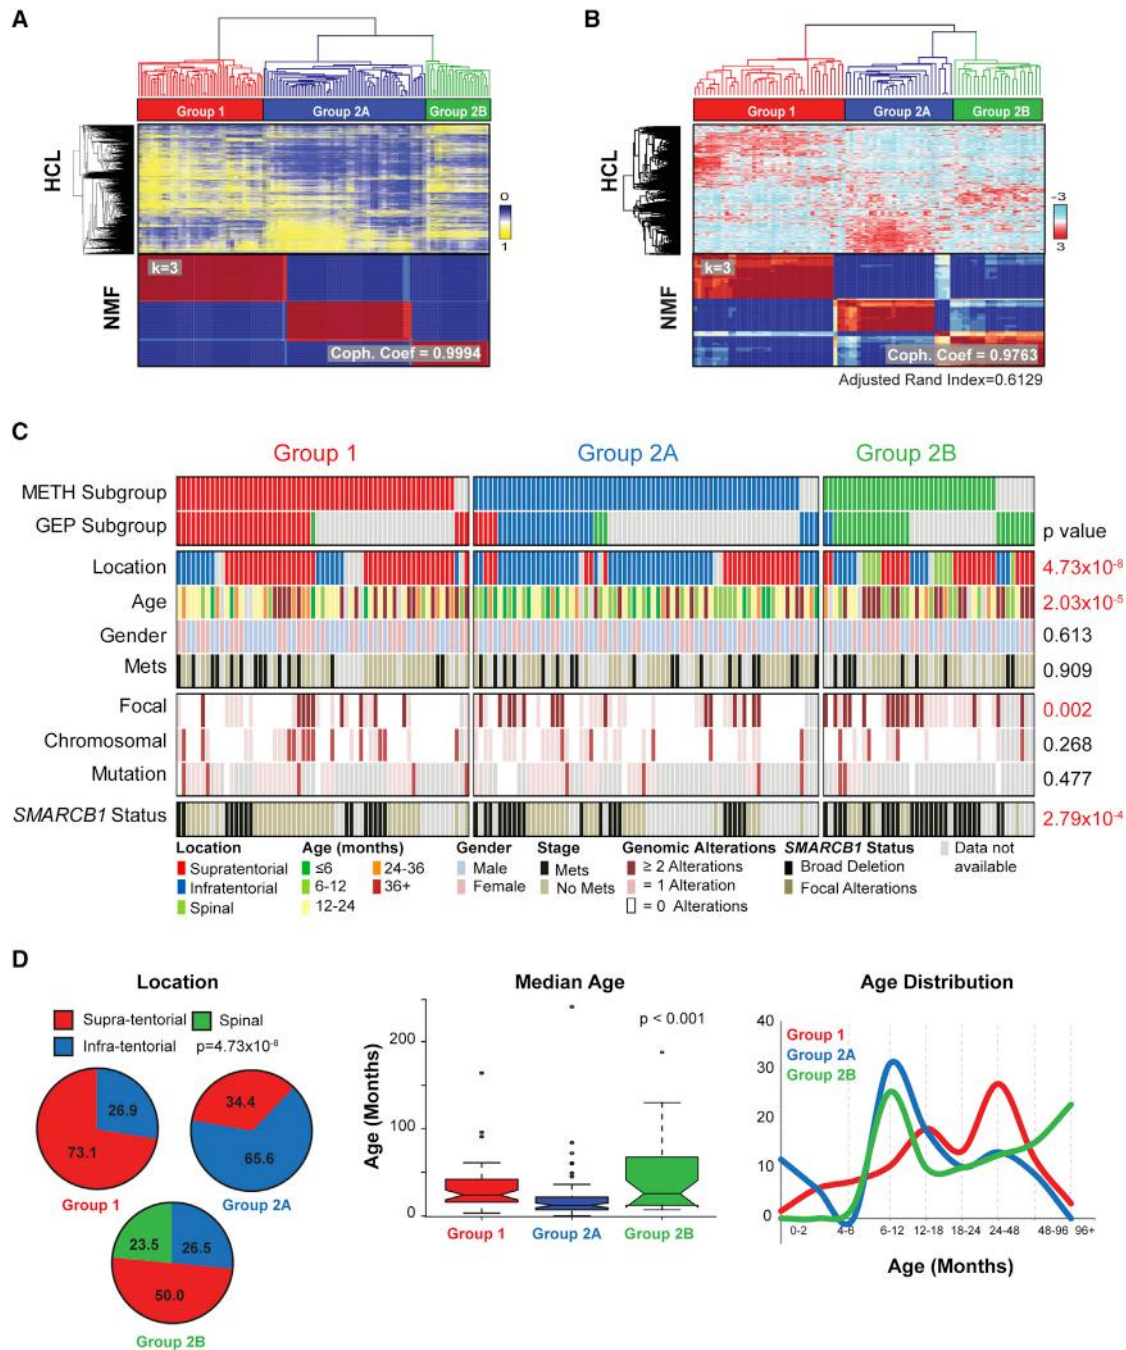 A
Group 1 Group 2A Group 2B
HCL
0
1
k=3
NMF
Coph. Coef = 0.9994
B
Group 1 Group 2A Group 2B
HCL
-3
3
k=3
NMF
Coph. Coef = 0.9763
Adjusted Rand Index=0.6129
C
Group 1 Group 2A Group 2B
METH Subgroup
GEP Subgroup
p value
Location 4.73x10-8
Age 2.03x10-5
Gender 0.613
Mets 0.909
Focal 0.002
Chromosomal 0.268
Mutation 0.477
SMARCB1 Status 2.79x10-4
Location Age (months) Gender Stage Genomic Alterations SMARCB1 Status Data not
available
Supratentorial ≤6 24-36 Male Mets ≥ 2 Alterations Broad Deletion
Infratentorial 6-12 36+ Female No Mets = 1 Alteration Focal Alterations
Spinal 12-24 = 0 Alterations
D
Location
Supra-tentorial Spinal
Infra-tentorial p=4.73x10-8
26.9
73.1
Group 1
34.4
65.6
Group 2A
23.5 26.5
50.0
Group 2B
Median Age
p < 0.001
Age (Months)
200
100
0
Group 1 Group 2A Group 2B
Age Distribution
Group 1
Group 2A
Group 2B
40
30
20
10
0
0-2 4-6 6-12 12-18 18-24 24-48 48-96 96+
Age (Months)